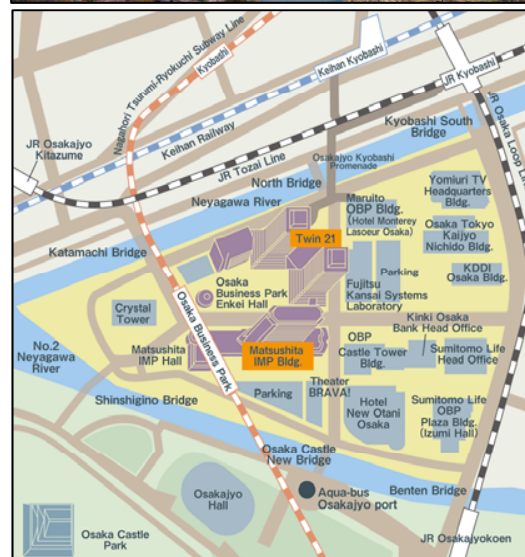 Nagahori Tsurumi-Ryokuchi Subway Line
Kyobashi
Keihan Kyobashi
JR Kyobashi
Keihan Railway
JR Osakajyo
Kitazume
JR Tozai Line
Osakajyo Kyobashi
Promenade
Kyobashi South
Bridge
JR Osaka Loop Line
North Bridge
Neyagawa River
Maruito
OBP Bldg.
(Hotel Monterey
Lasoeur Osaka)
Yomiuri TV
Headquarters
Bldg.
Twin 21
Osaka Tokyo
Kaijyo
Nichido Bldg.
Katamachi Bridge
Parking
KDDI
Osaka Bldg.
Osaka
Business Park
Enkei Hall
Fujitsu
Kansai Systems
Laboratory
Crystal
Tower
Osaka Business Park
Kinki Osaka
Bank Head Office
No.2
Neyagawa
River
Matsushita
IMP Hall
Matsushita
IMP Bldg.
OBP
Castle Tower
Bldg.
Sumitomo Life
Head Office
Shinshigino Bridge
Parking
Theater
BRAVA!
Hotel
New Otani
Osaka
Sumitomo Life
OBP
Plaza Bldg.
(Izumi Hall)
Osaka Castle
New Bridge
Osakajyo
Hall
Aqua-bus
Osakajyo port
Benten Bridge
Osaka Castle
Park
JR Osakajyokoen